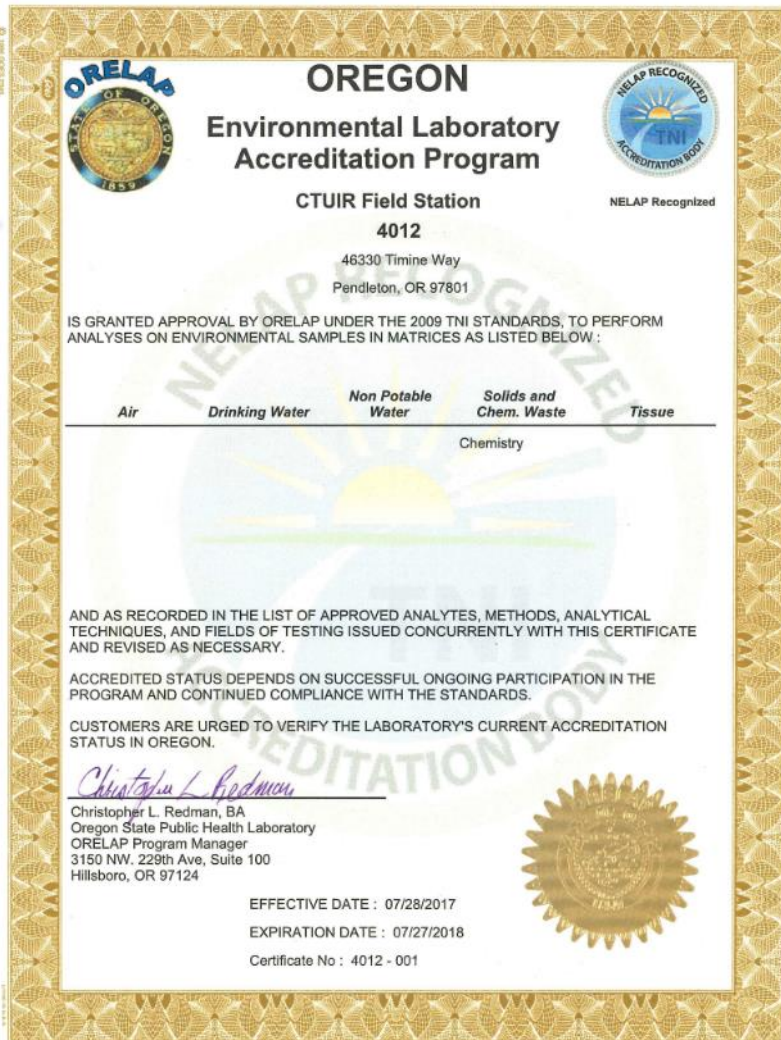 ORELAP
STATE OF OREGON
1859
OREGON
Environmental Laboratory
Accreditation Program
NELAP RECOGNIZED
TNI
ACCREDITATION BODY
NELAP Recognized
CTUIR Field Station
4012
46330 Timine Way
Pendleton, OR 97801
IS GRANTED APPROVAL BY ORELAP UNDER THE 2009 TNI STANDARDS, TO PERFORM
ANALYSES ON ENVIRONMENTAL SAMPLES IN MATRICES AS LISTED BELOW :
Air Drinking Water Non Potable Water Solids and Chem. Waste Tissue
Chemistry
NELAP RECOGNIZED
TNI
ACCREDITATION BODY
AND AS RECORDED IN THE LIST OF APPROVED ANALYTES, METHODS, ANALYTICAL
TECHNIQUES, AND FIELDS OF TESTING ISSUED CONCURRENTLY WITH THIS CERTIFICATE
AND REVISED AS NECESSARY.
ACCREDITED STATUS DEPENDS ON SUCCESSFUL ONGOING PARTICIPATION IN THE
PROGRAM AND CONTINUED COMPLIANCE WITH THE STANDARDS.
CUSTOMERS ARE URGED TO VERIFY THE LABORATORY'S CURRENT ACCREDITATION
STATUS IN OREGON.
Christopher L Redman
Christopher L. Redman, BA
Oregon State Public Health Laboratory
ORELAP Program Manager
3150 NW. 229th Ave, Suite 100
Hillsboro, OR 97124
EFFECTIVE DATE : 07/28/2017
EXPIRATION DATE : 07/27/2018
Certificate No : 4012 - 001